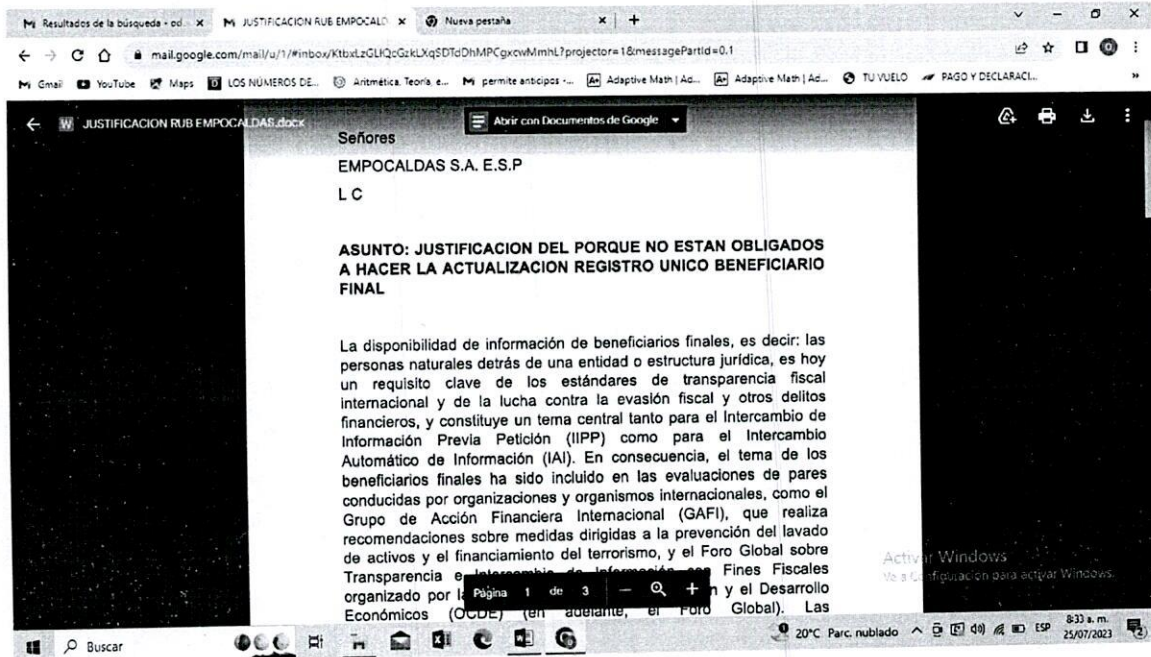 Resultados de la búsqueda - od
JUSTIFICACION RUB EMPOCALD
Nueva pestaña
mail.google.com/mail/u/1/#inbox/KtbxLzGLKQcGzkLXqSDTdDhMPCgxcwMmhL?projector=1&messagePartId=0.1
Gmail YouTube Maps LOS NÚMEROS DE... Aritmética. Teoría, e... permite anticipos -... Adaptive Math | Ad... Adaptive Math | Ad... TU VUELO PAGO Y DECLARACI...
JUSTIFICACION RUB EMPOCALDAS.docx
Abrir con Documentos de Google
Señores
EMPOCALDAS S.A. E.S.P
L C
ASUNTO: JUSTIFICACION DEL PORQUE NO ESTAN OBLIGADOS
A HACER LA ACTUALIZACION REGISTRO UNICO BENEFICIARIO
FINAL
La disponibilidad de información de beneficiarios finales, es decir: las
personas naturales detrás de una entidad o estructura jurídica, es hoy
un requisito clave de los estándares de transparencia fiscal
internacional y de la lucha contra la evasión fiscal y otros delitos
financieros, y constituye un tema central tanto para el Intercambio de
Información Previa Petición (IIPP) como para el Intercambio
Automático de Información (IAI). En consecuencia, el tema de los
beneficiarios finales ha sido incluido en las evaluaciones de pares
conducidas por organizaciones y organismos internacionales, como el
Grupo de Acción Financiera Internacional (GAFI), que realiza
recomendaciones sobre medidas dirigidas a la prevención del lavado
de activos y el financiamiento del terrorismo, y el Foro Global sobre
Transparencia e Intercambio de Información con Fines Fiscales
organizado por la n y el Desarrollo
Económicos (OCDE) (en adelante, el Foro Global). Las
Página 1 de 3
Activar Windows
Ve a Configuración para activar Windows.
Buscar
20°C Parc. nublado ESP 8:33 a. m.
25/07/2023